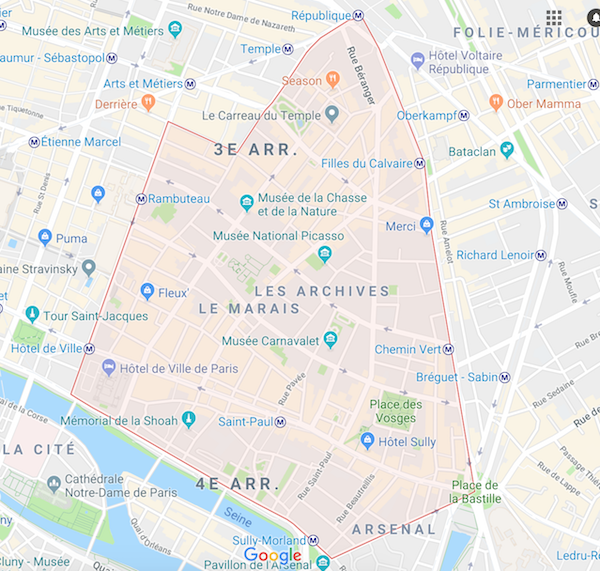 République
Rue Notre Dame de Nazareth
Musée des Arts et Métiers
FOLIE-MÉRICOU
Temple
Rue Béranger
Hôtel Voltaire
République
aumur - Sébastopol
Arts et Métiers
Season
Parmentier
Derrière
Le Carreau du Temple
Oberkampf
Ober Mamma
Rue Tiquetonne
Étienne Marcel
3E ARR.
Filles du Calvaire
Bataclan
Rue St Denis
Rambuteau
Musée de la Chasse
et de la Nature
St Ambroise
Puma
Musée National Picasso
Merci
Rue Amelot
Richard Lenoir
aine Stravinsky
Fleux'
LES ARCHIVES
LE MARAIS
Rue Moufle
Tour Saint-Jacques
Musée Carnavalet
Hôtel de Ville
Chemin Vert
Hôtel de Ville de Paris
Rue Pavée
Bréguet - Sabin
Rue Sedaine
Place des
Vosges
Mémorial de la Shoah
Saint-Paul
Hôtel Sully
al de la Corse
LA CITÉ
Rue Saint-Paul
Rue Beautreillis
Passage Thié
Rue de Lappe
Cathédrale
Notre-Dame de Paris
4E ARR.
Place de
la Bastille
Seine
Quai d'Orléans
ARSENAL
Sully-Morland
Google
Ledru-Ro
Cluny - Musée
Pavillon de l'Arsenal